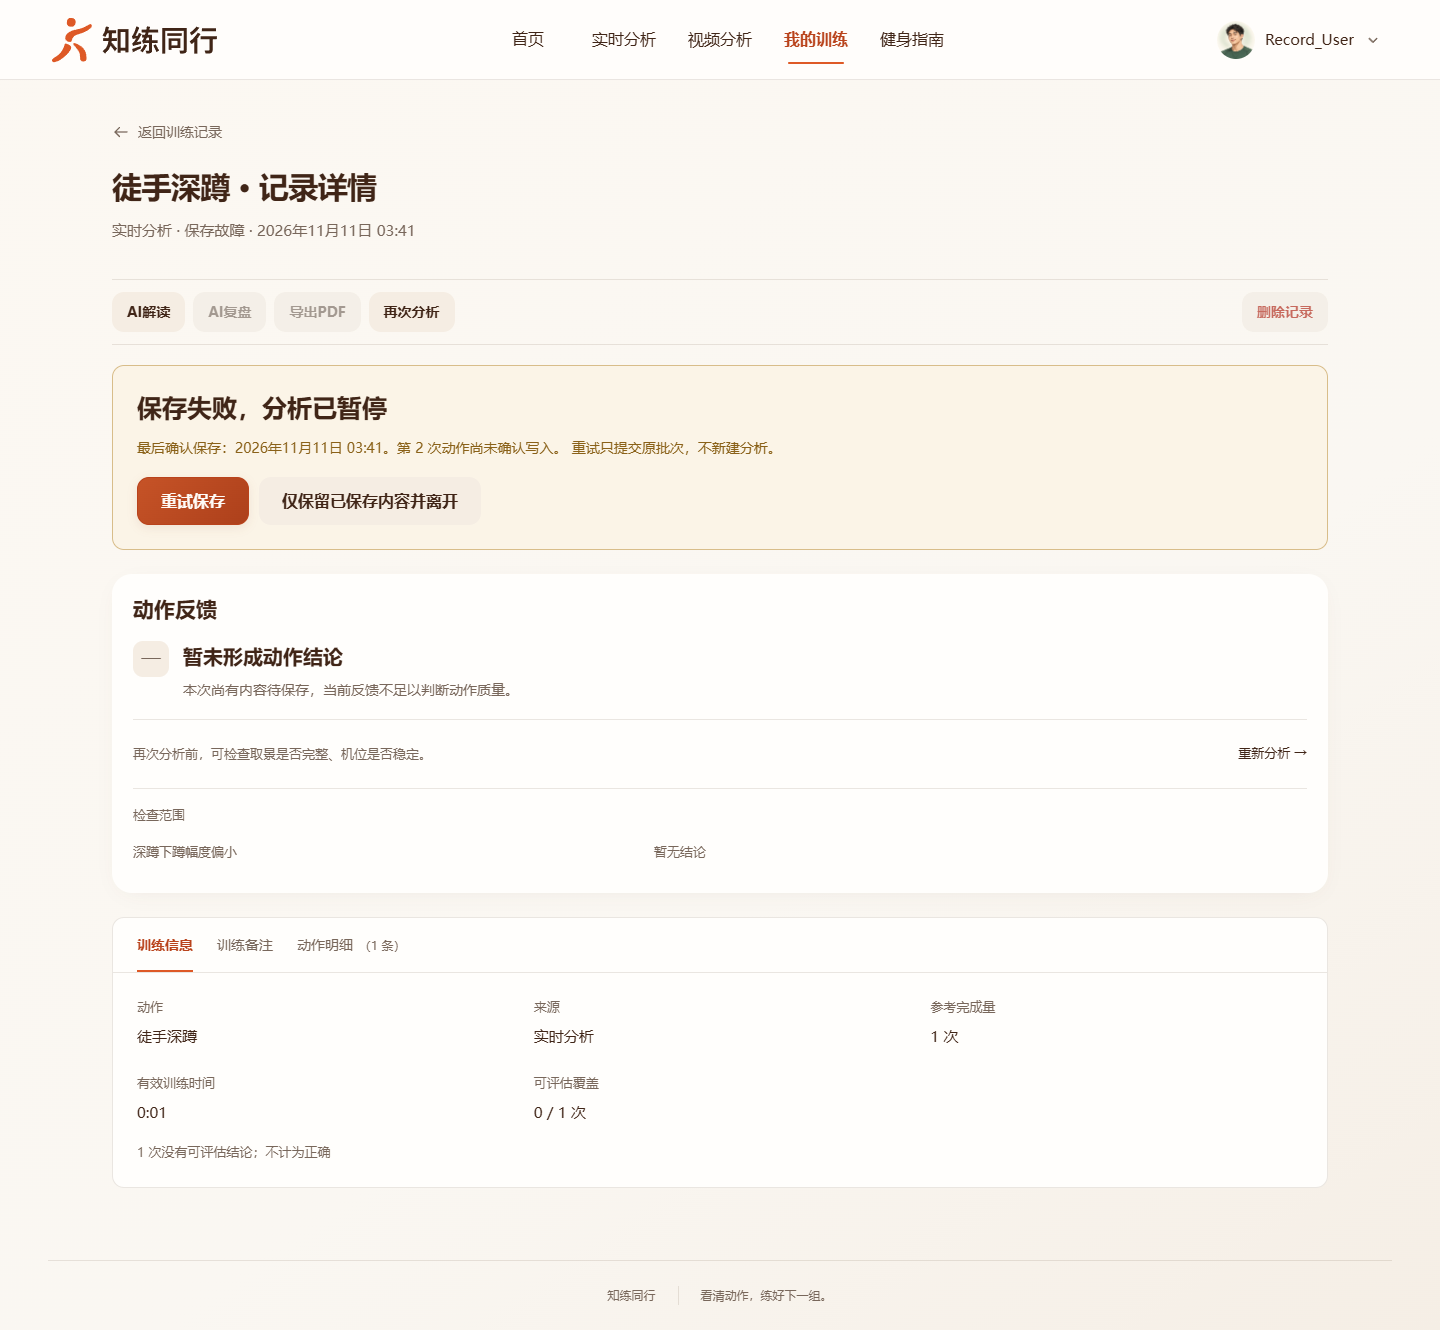 知练同行
首页
实时分析
视频分析
我的训练
健身指南
Record_User
← 返回训练记录
徒手深蹲 • 记录详情
实时分析 · 保存故障 · 2026年11月11日 03:41
AI解读
AI复盘
导出PDF
再次分析
删除记录
保存失败，分析已暂停
最后确认保存：2026年11月11日 03:41。第 2 次动作尚未确认写入。 重试只提交原批次，不新建分析。
重试保存
仅保留已保存内容并离开
动作反馈
暂未形成动作结论
本次尚有内容待保存，当前反馈不足以判断动作质量。
再次分析前，可检查取景是否完整、机位是否稳定。
重新分析 →
检查范围
深蹲下蹲幅度偏小
暂无结论
训练信息
训练备注
动作明细 （1 条）
动作
来源
参考完成量
徒手深蹲
实时分析
1 次
有效训练时间
可评估覆盖
0:01
0 / 1 次
1 次没有可评估结论；不计为正确
知练同行
看清动作，练好下一组。